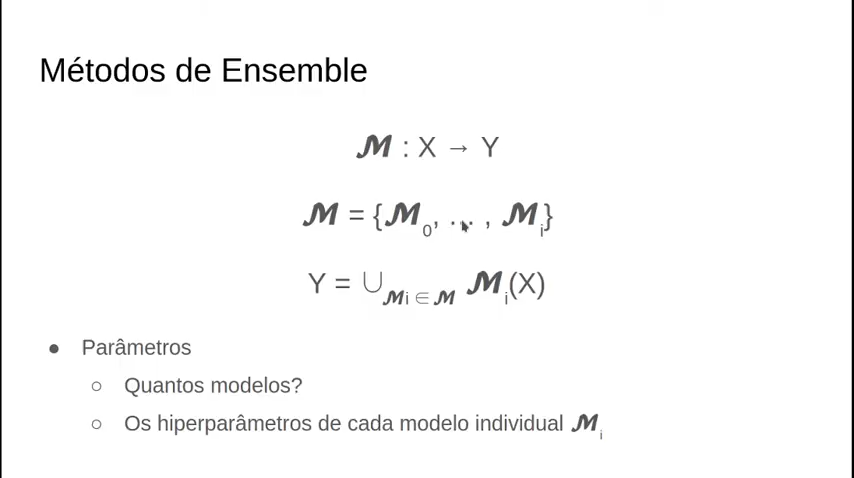 Métodos de Ensemble
ℳ : X → Y
ℳ = {ℳ₀, ... , ℳᵢ}
Y = ∪ℳi ∈ ℳ ℳᵢ(X)
● Parâmetros
○ Quantos modelos?
○ Os hiperparâmetros de cada modelo individual ℳᵢ